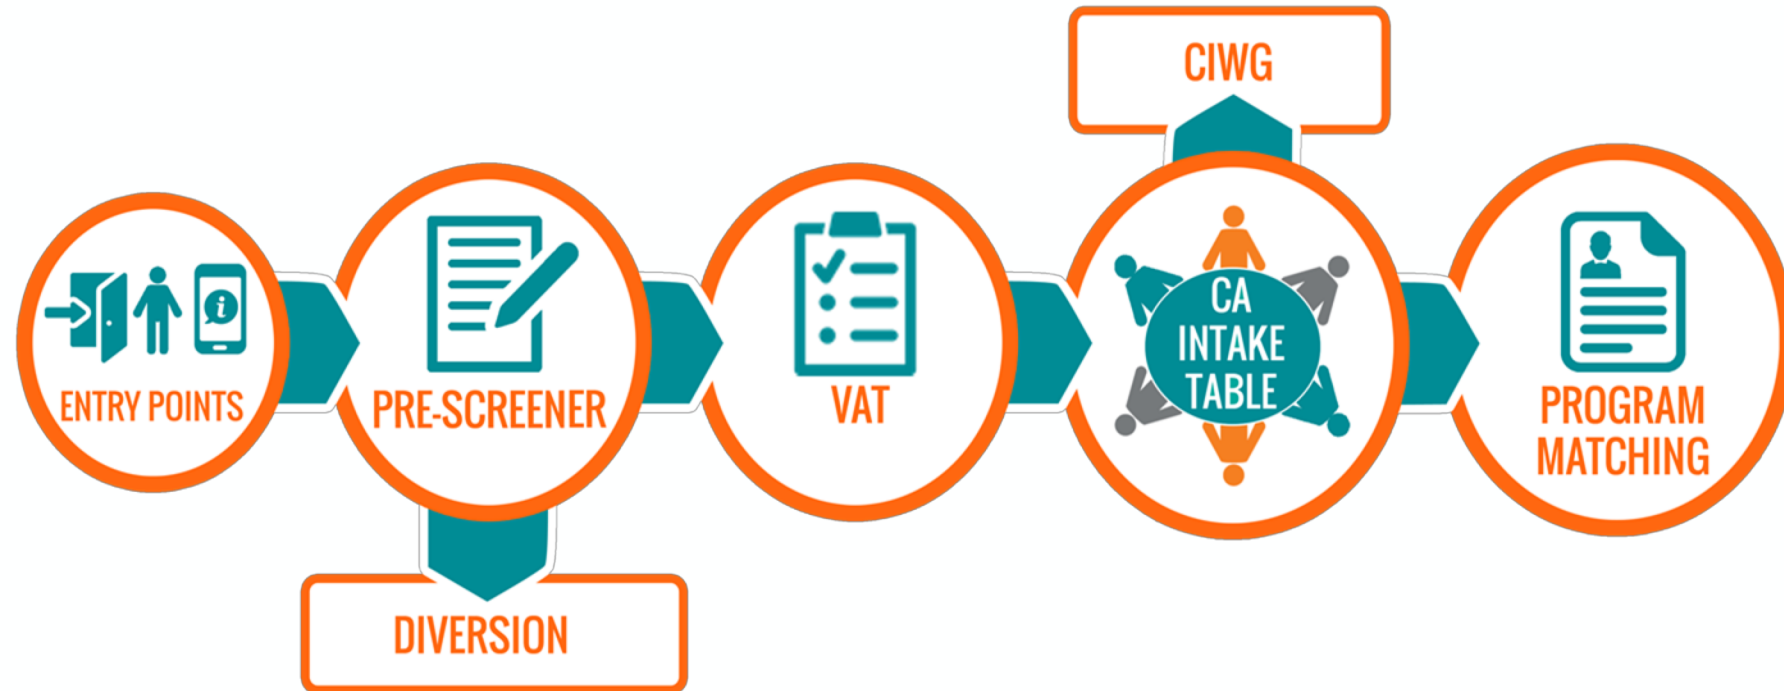 CIWG
ENTRY POINTS
PRE-SCREENER
VAT
CA
INTAKE
TABLE
PROGRAM
MATCHING
DIVERSION